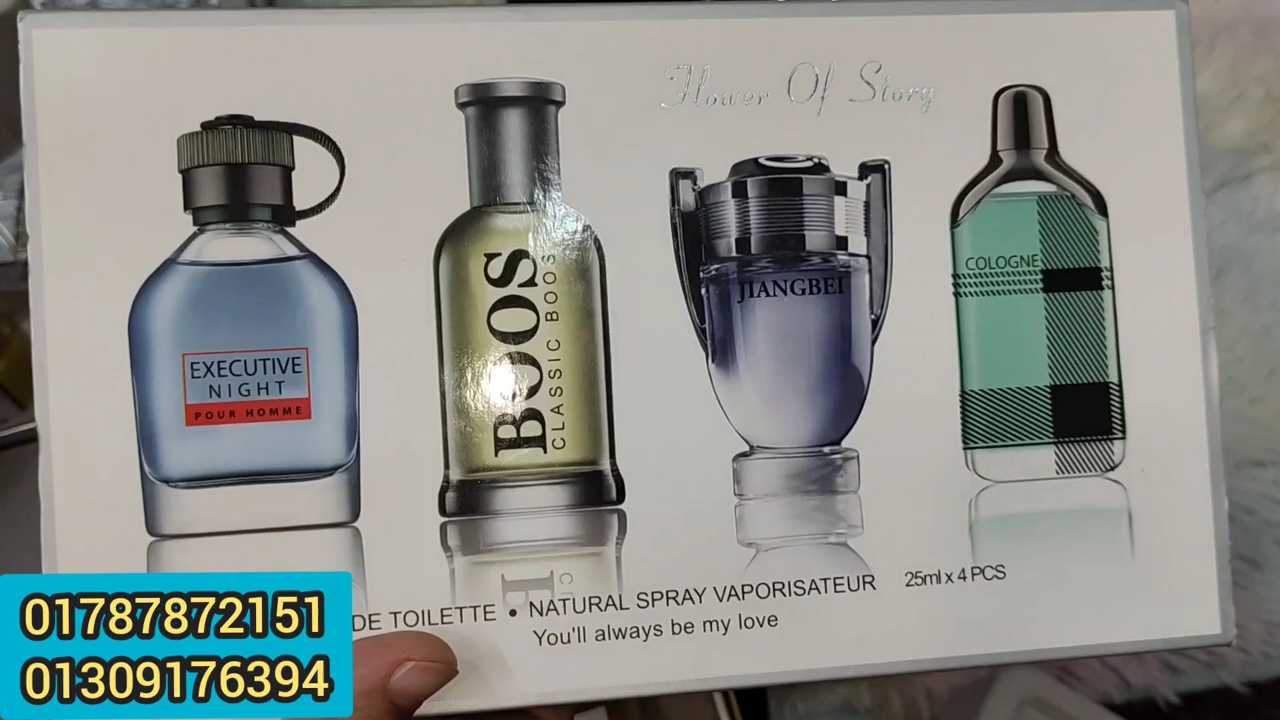 Flower Of Story
EXECUTIVE
NIGHT
POUR HOMME
BOOS
CLASSIC BOOS
JIANGBEI
COLOGNE
DE TOILETTE • NATURAL SPRAY VAPORISATEUR 25ml x 4 PCS
You'll always be my love
01787872151
01309176394